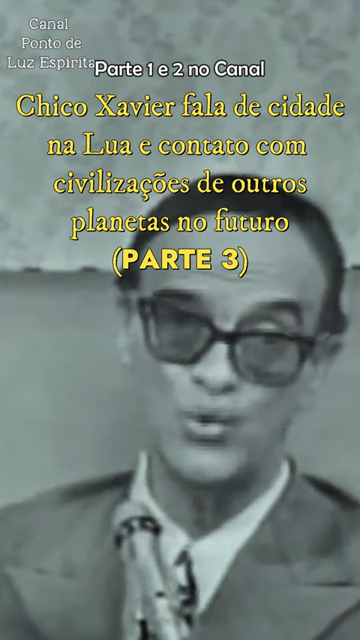 Canal
Ponto de
Luz Espírita
Parte 1 e 2 no Canal
Chico Xavier fala de cidade
na Lua e contato com
civilizações de outros
planetas no futuro
(PARTE 3)